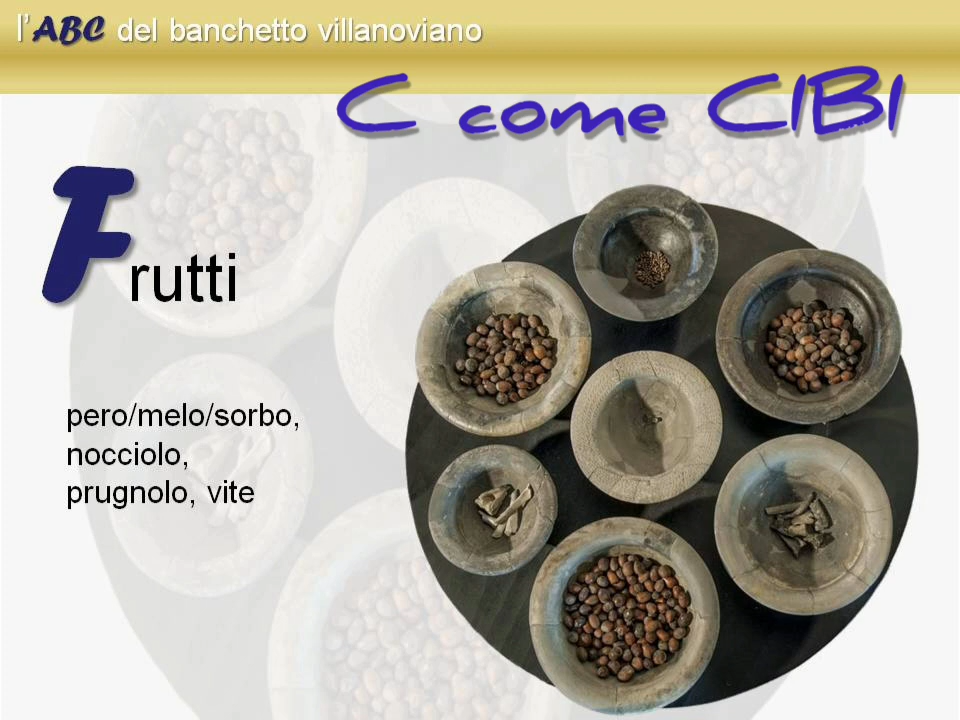 l'ABC del banchetto villanoviano
C come CIBI
Frutti
pero/melo/sorbo,
nocciolo,
prugnolo, vite